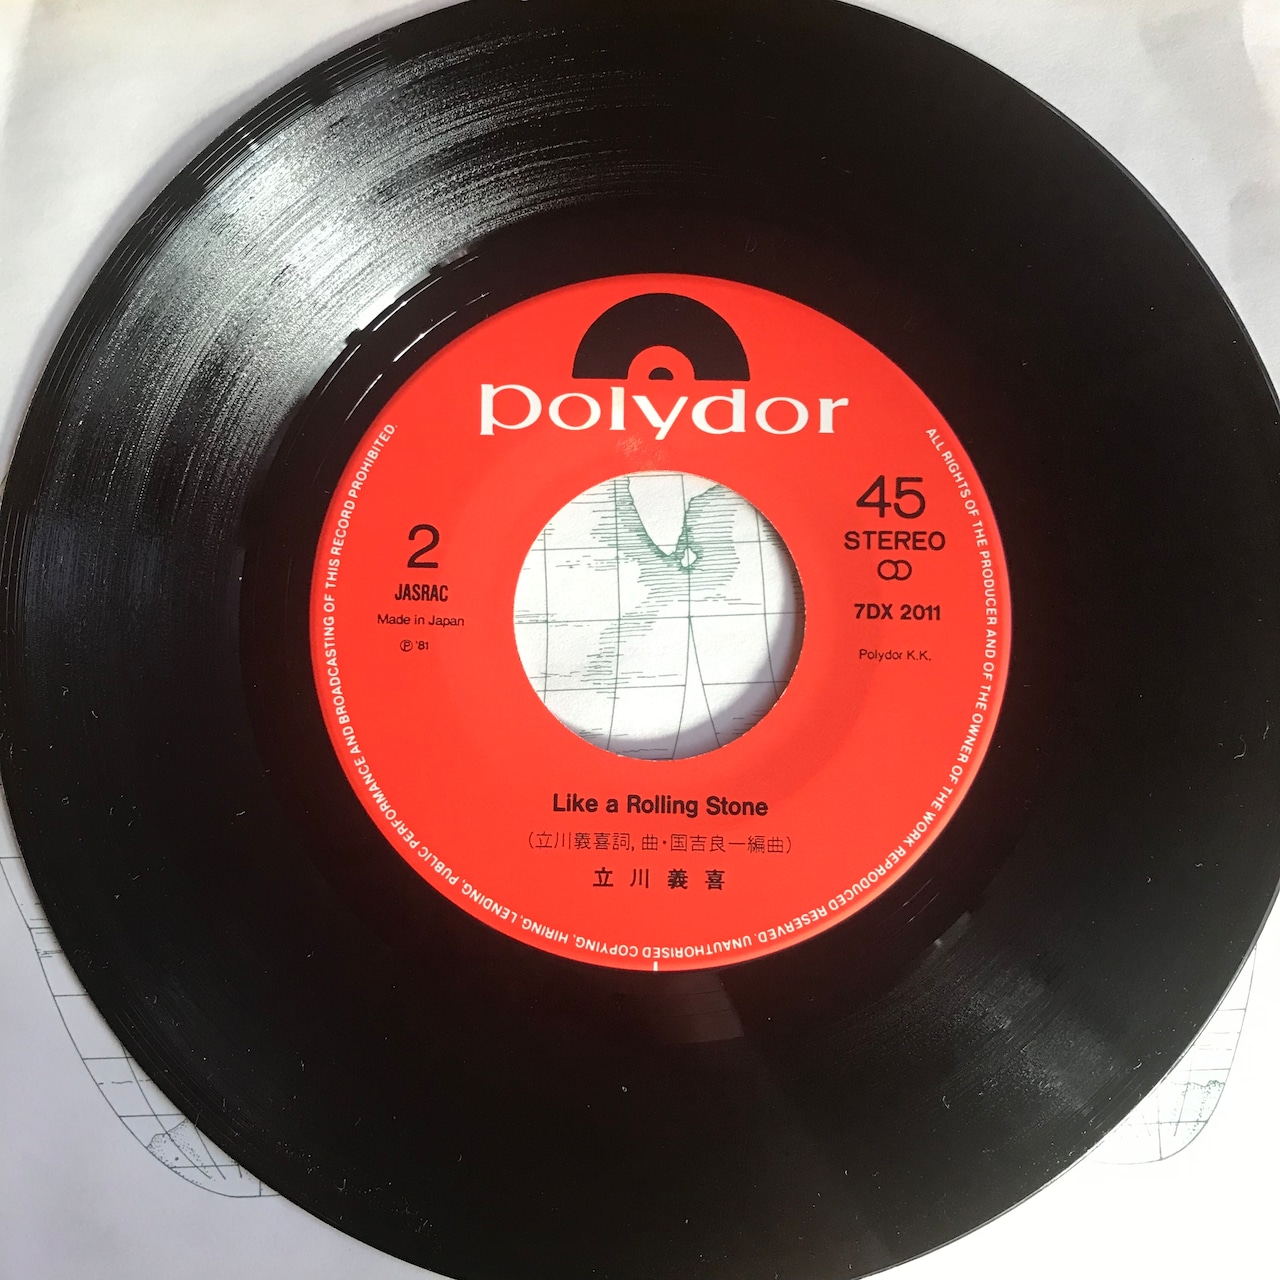 polydor
45
STEREO
7DX 2011
Polydor K.K.
2
JASRAC
Made in Japan
Ⓟ '81
Like a Rolling Stone
(立川義喜詞, 曲・国吉良一編曲)
立川義喜
ALL RIGHTS OF THE PRODUCER AND OF THE OWNER OF THE WORK REPRODUCED RESERVED. UNAUTHORISED COPYING, HIRING, LENDING, PUBLIC PERFORMANCE AND BROADCASTING OF THIS RECORD PROHIBITED.